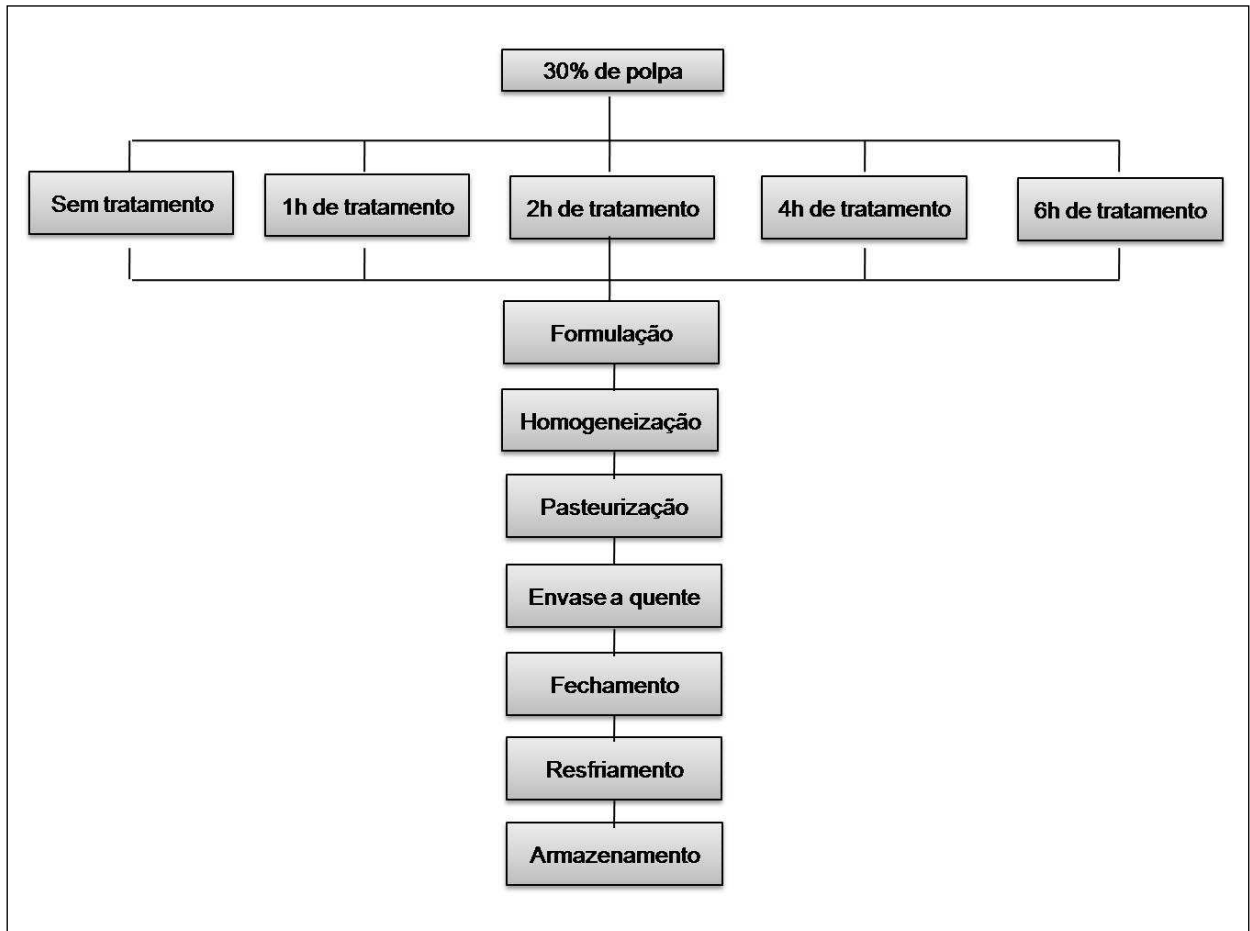 30% de polpa
Sem tratamento
1h de tratamento
2h de tratamento
4h de tratamento
6h de tratamento
Formulação
Homogeneização
Pasteurização
Envase a quente
Fechamento
Resfriamento
Armazenamento